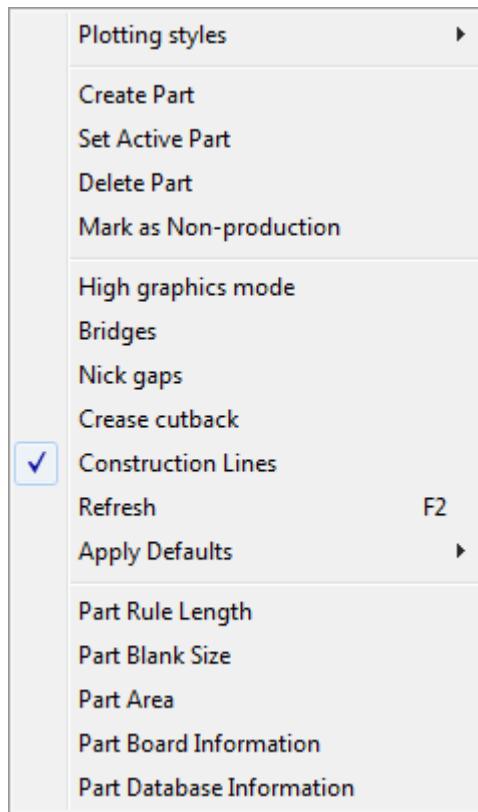 Plotting styles
Create Part
Set Active Part
Delete Part
Mark as Non-production
High graphics mode
Bridges
Nick gaps
Crease cutback
Construction Lines
Refresh F2
Apply Defaults
Part Rule Length
Part Blank Size
Part Area
Part Board Information
Part Database Information